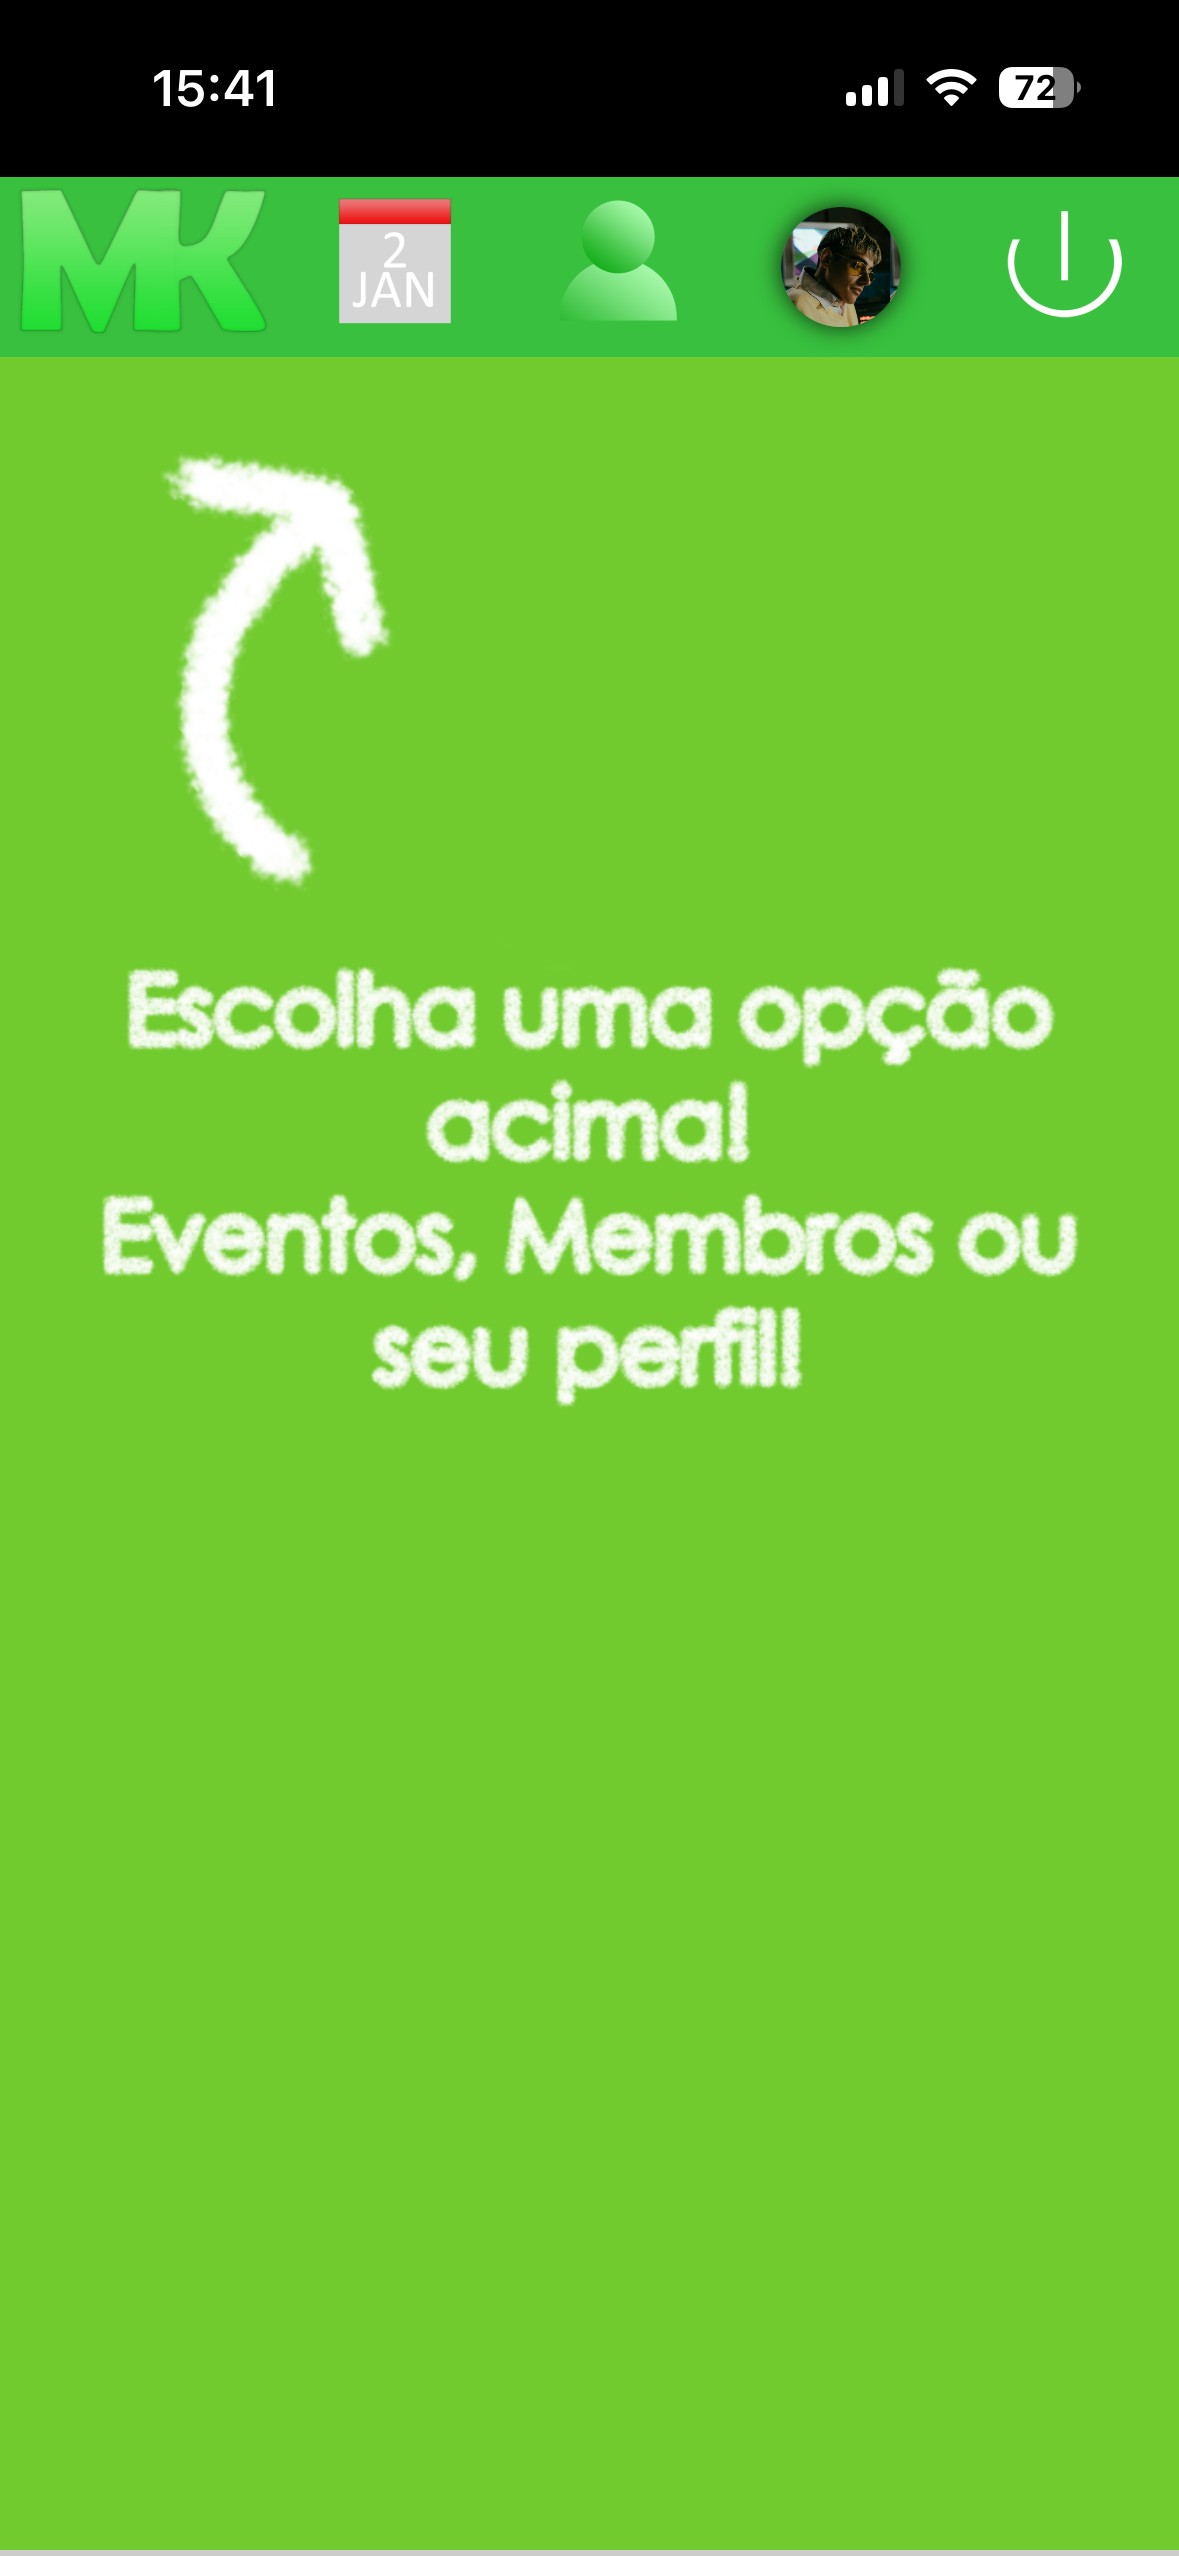 15:41
72
MK
2
JAN
Escolha uma opção
acima!
Eventos, Membros ou
seu perfil!